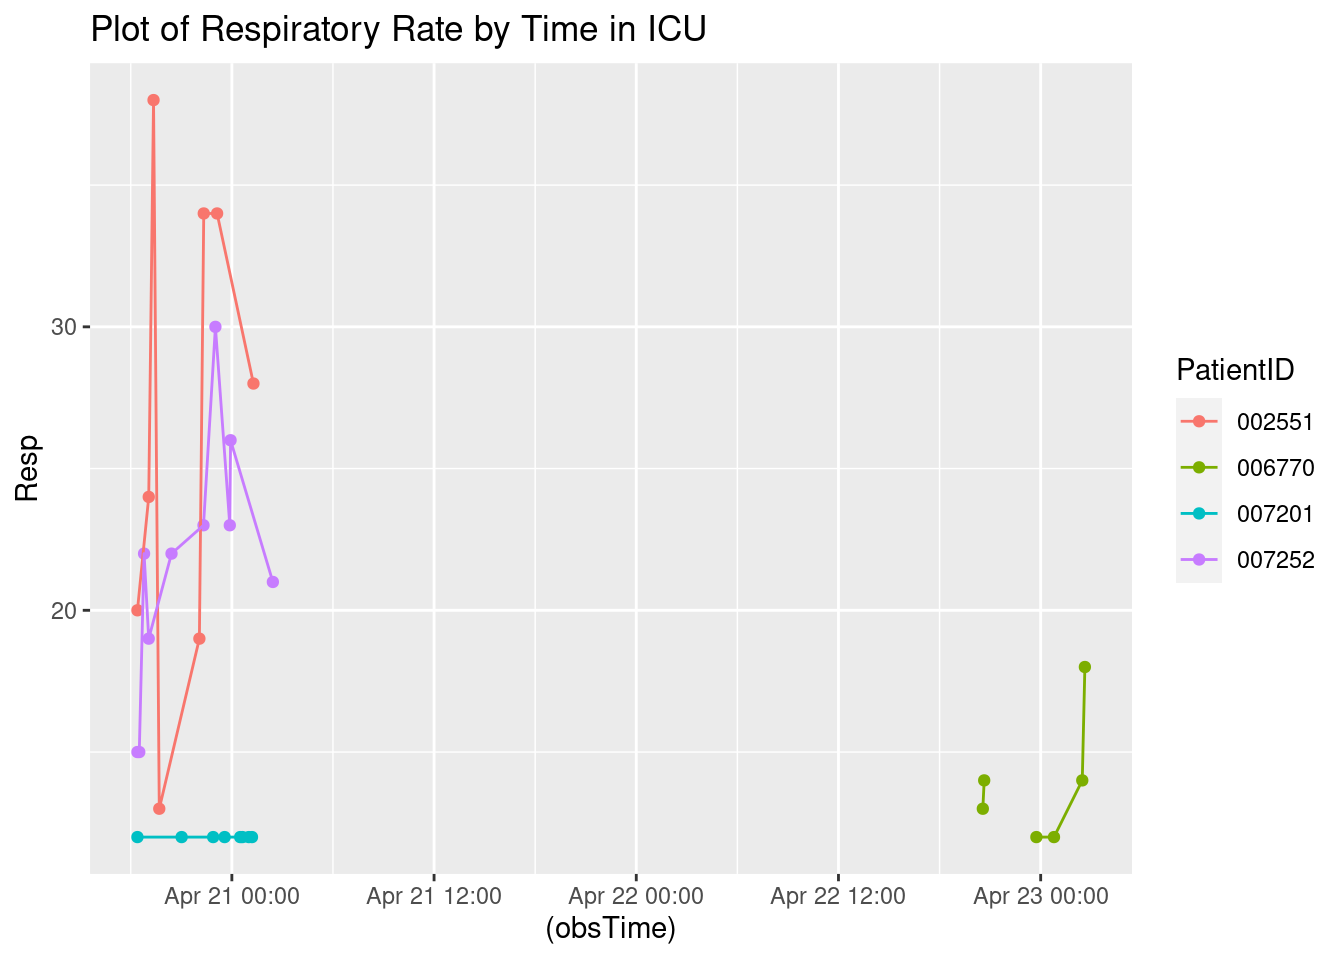 Plot of Respiratory Rate by Time in ICU
Resp
30
20
Apr 21 00:00
Apr 21 12:00
Apr 22 00:00
Apr 22 12:00
Apr 23 00:00
(obsTime)
PatientID
002551
006770
007201
007252